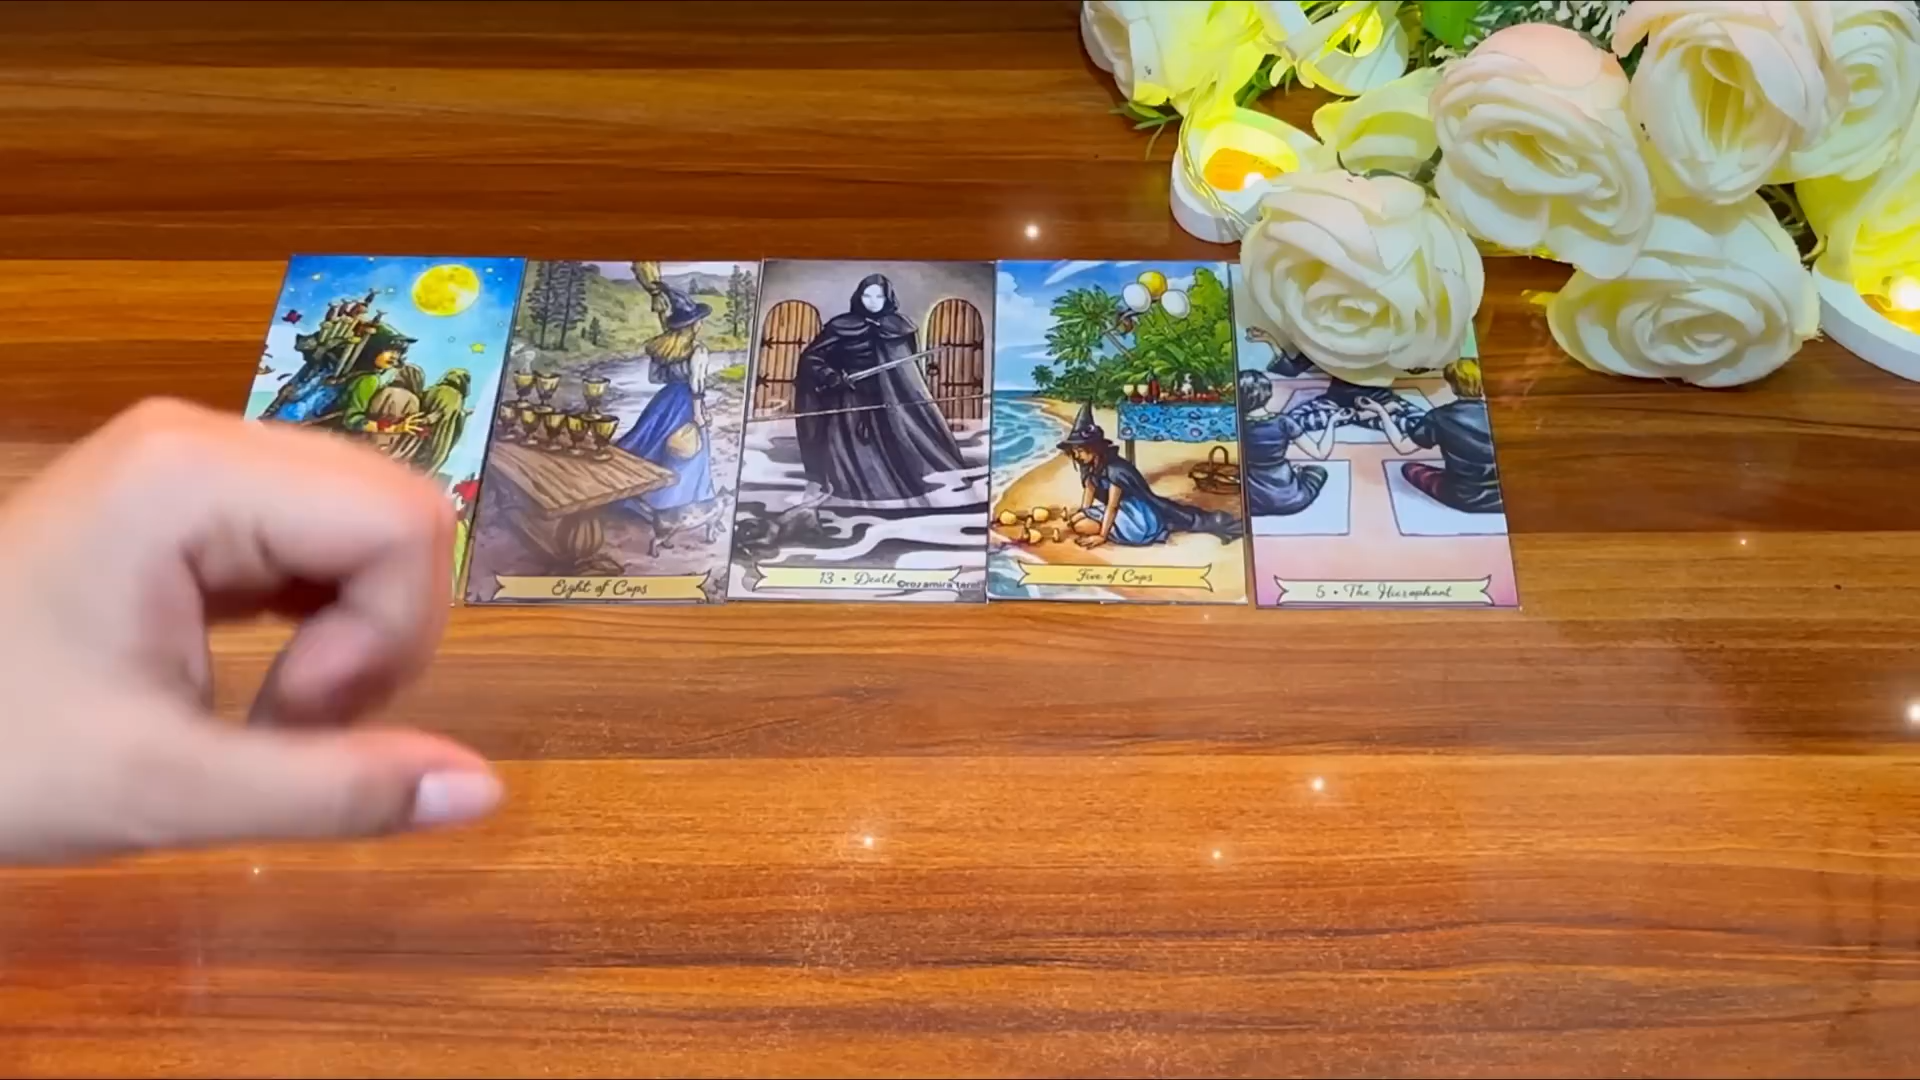 Eight of Cups
13 • Death
©rozamira tarot
Five of Cups
5 • The Hierophant